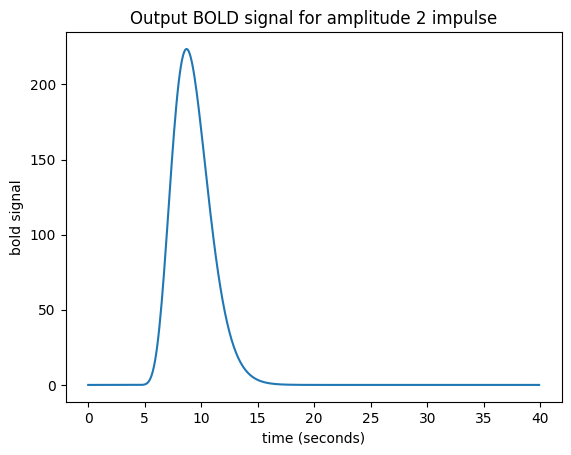 Output BOLD signal for amplitude 2 impulse
bold signal
200
150
100
50
0
0 5 10 15 20 25 30 35 40
time (seconds)